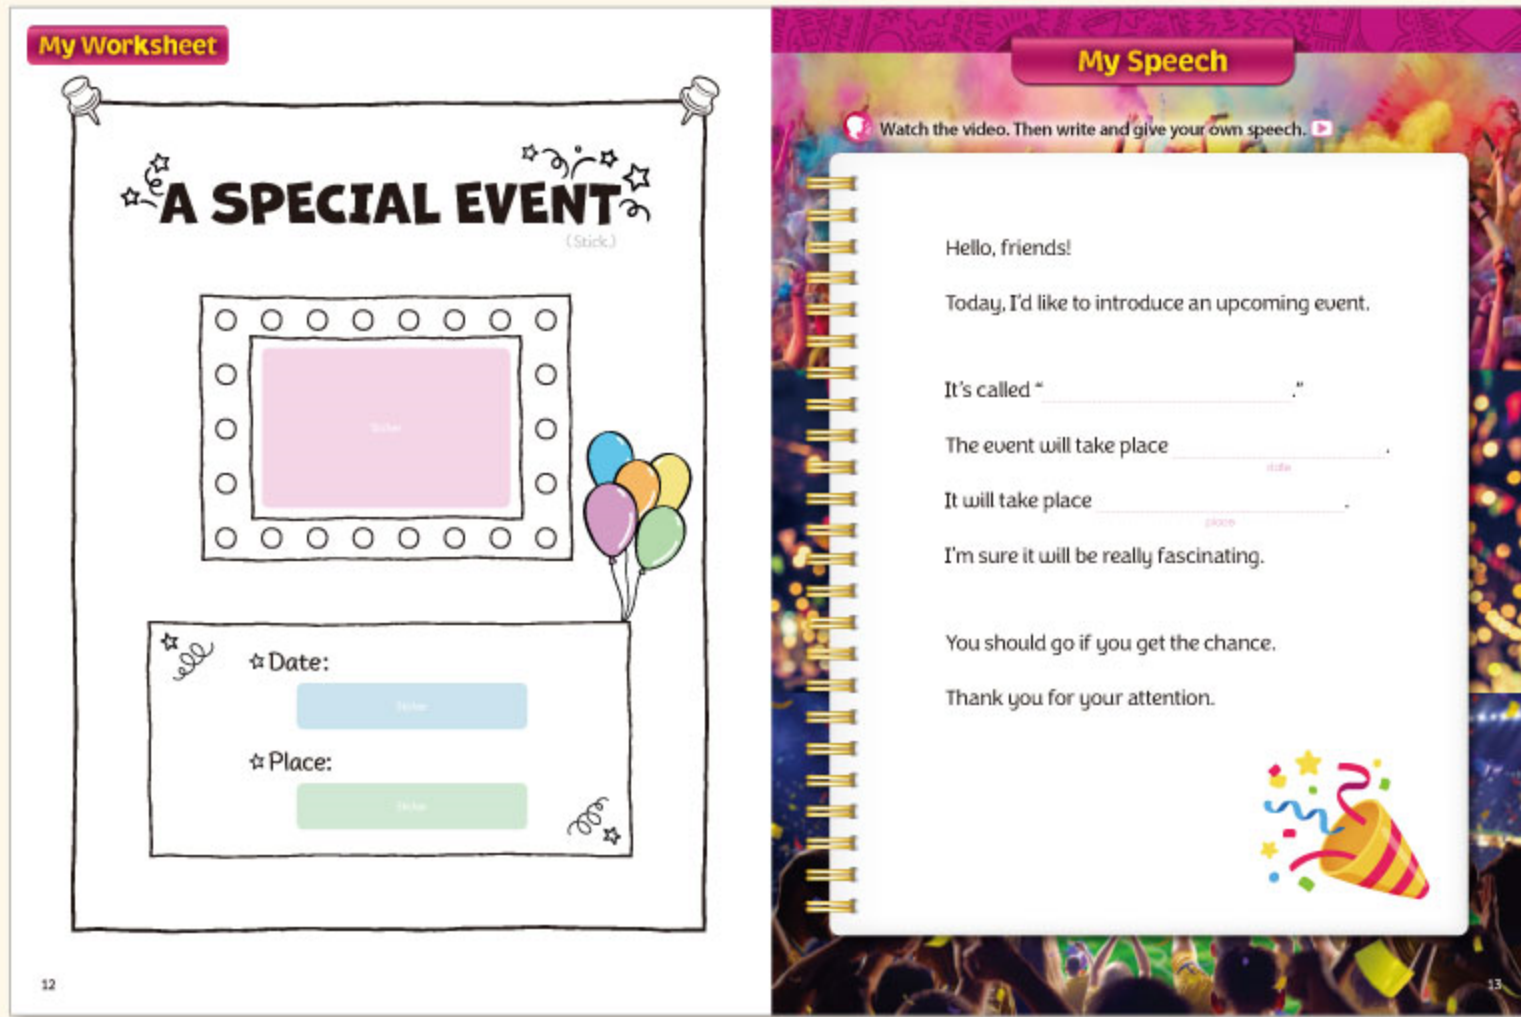 My Worksheet
A SPECIAL EVENT
(Stick.)
Sticker
☆Date:
Sticker
☆Place:
Sticker
12
My Speech
Watch the video. Then write and give your own speech.
Hello, friends!
Today, I'd like to introduce an upcoming event.
It's called “ .”
The event will take place .
date
It will take place .
place
I'm sure it will be really fascinating.
You should go if you get the chance.
Thank you for your attention.
13